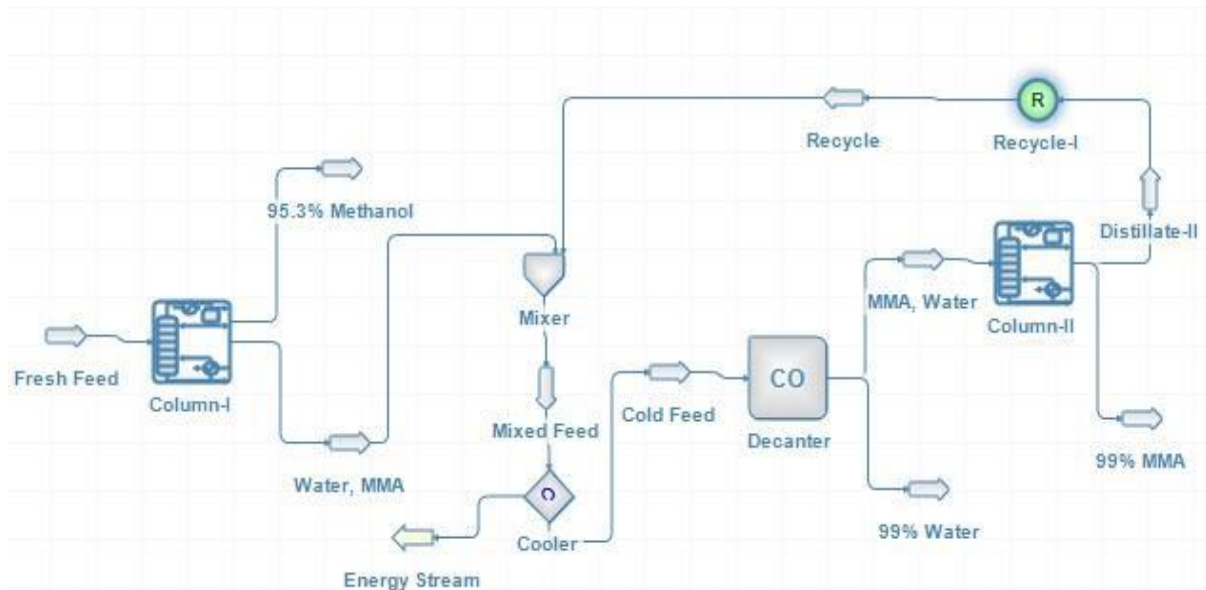 R
Recycle
Recycle-I
95.3% Methanol
Distillate-II
MMA, Water
Column-II
Mixer
Fresh Feed
Column-I
CO
Cold Feed
Decanter
Mixed Feed
99% MMA
Water, MMA
C
99% Water
Cooler
Energy Stream